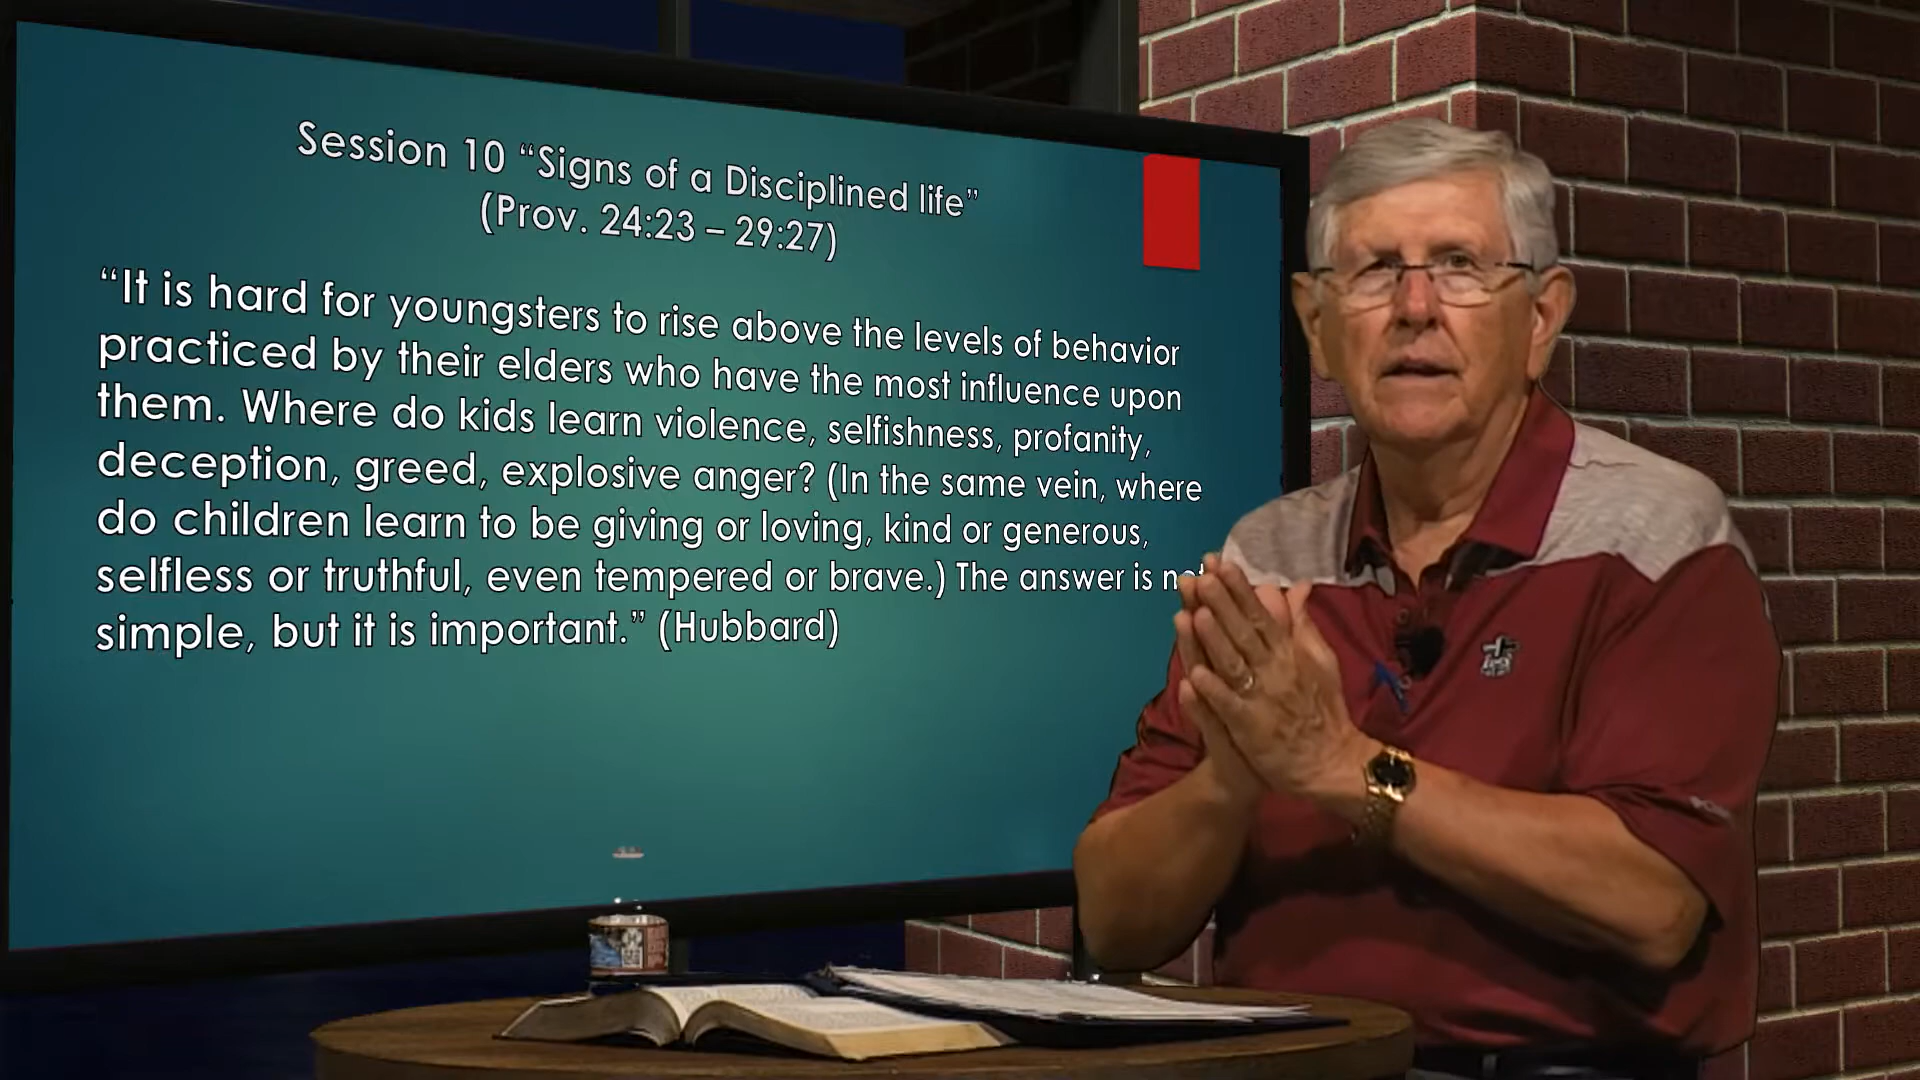 Session 10 “Signs of a Disciplined life”
(Prov. 24:23 – 29:27)
“It is hard for youngsters to rise above the levels of behavior
practiced by their elders who have the most influence upon
them. Where do kids learn violence, selfishness, profanity,
deception, greed, explosive anger? (In the same vein, where
do children learn to be giving or loving, kind or generous,
selfless or truthful, even tempered or brave.) The answer is not
simple, but it is important.” (Hubbard)